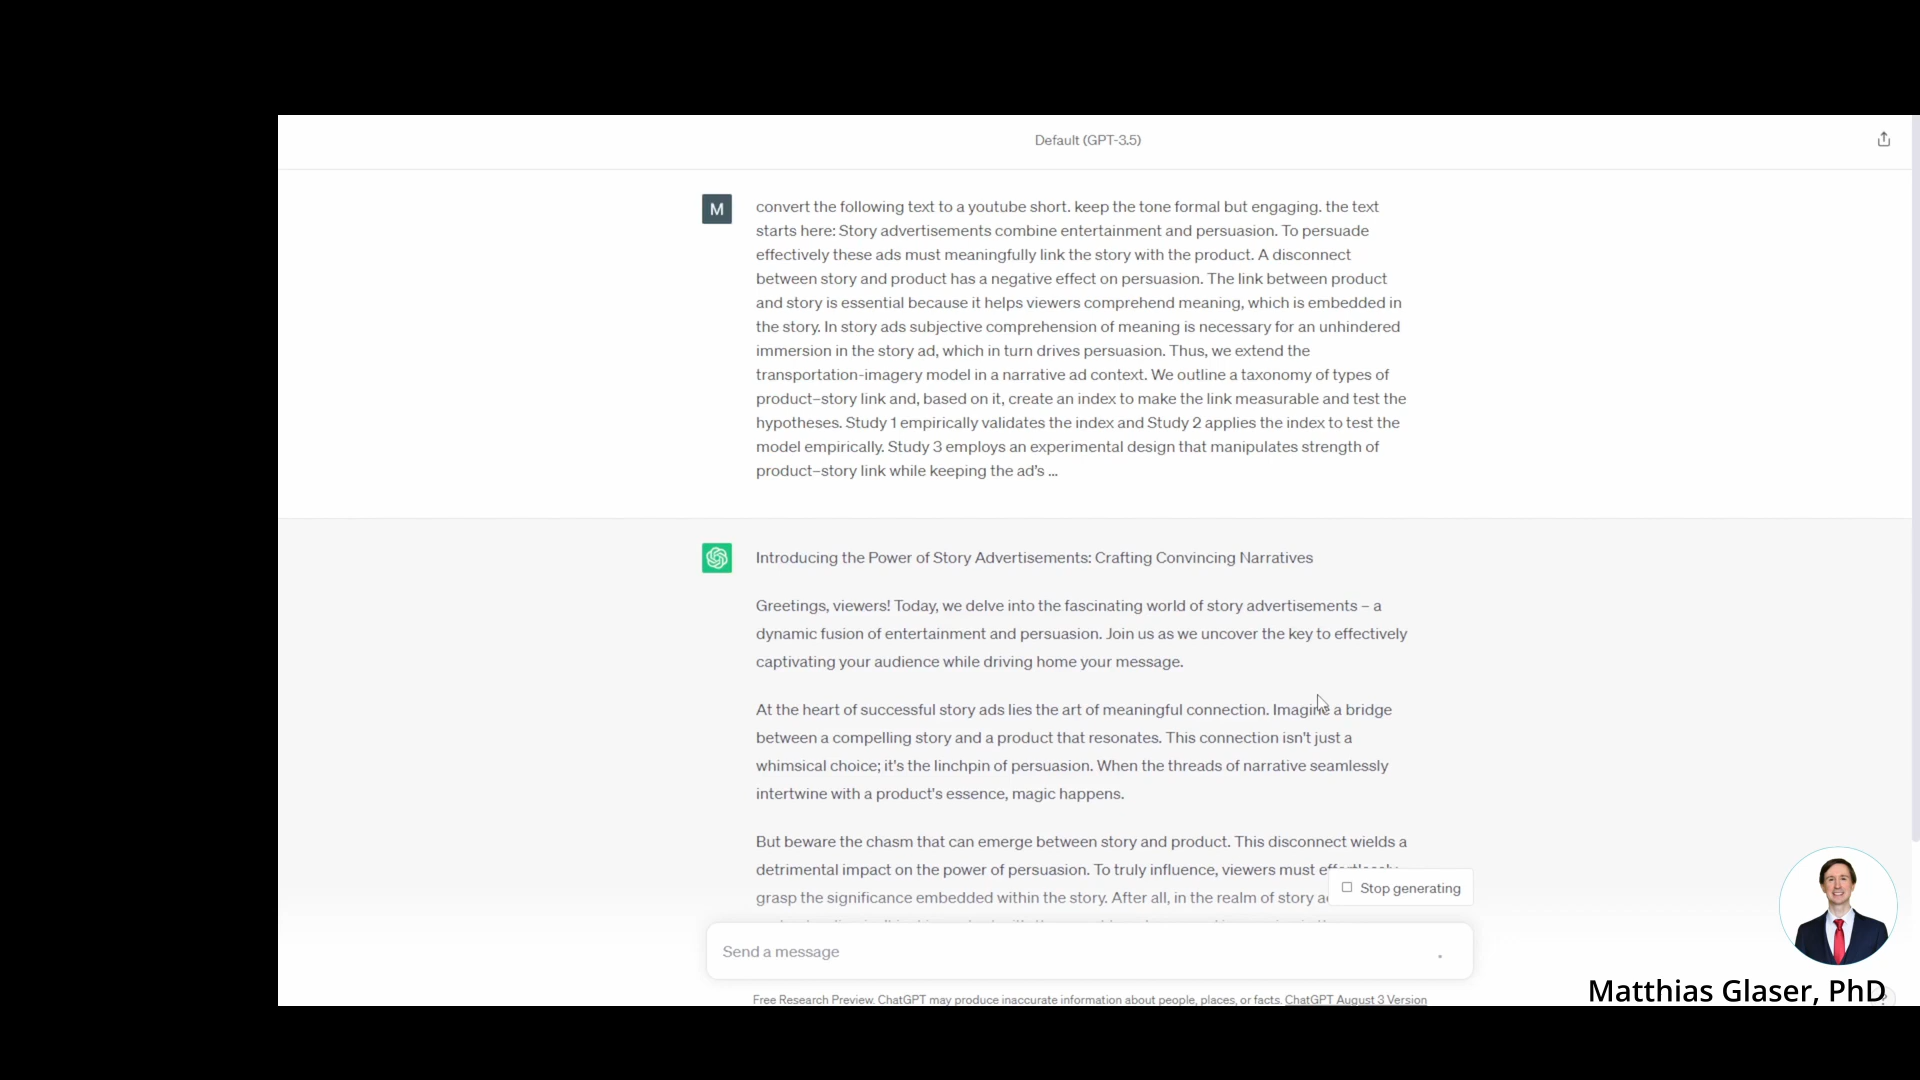 Default (GPT-3.5)
M
convert the following text to a youtube short. keep the tone formal but engaging. the text
starts here: Story advertisements combine entertainment and persuasion. To persuade
effectively these ads must meaningfully link the story with the product. A disconnect
between story and product has a negative effect on persuasion. The link between product
and story is essential because it helps viewers comprehend meaning, which is embedded in
the story. In story ads subjective comprehension of meaning is necessary for an unhindered
immersion in the story ad, which in turn drives persuasion. Thus, we extend the
transportation-imagery model in a narrative ad context. We outline a taxonomy of types of
product–story link and, based on it, create an index to make the link measurable and test the
hypotheses. Study 1 empirically validates the index and Study 2 applies the index to test the
model empirically. Study 3 employs an experimental design that manipulates strength of
product–story link while keeping the ad's ...
Introducing the Power of Story Advertisements: Crafting Convincing Narratives
Greetings, viewers! Today, we delve into the fascinating world of story advertisements – a
dynamic fusion of entertainment and persuasion. Join us as we uncover the key to effectively
captivating your audience while driving home your message.
At the heart of successful story ads lies the art of meaningful connection. Imagine a bridge
between a compelling story and a product that resonates. This connection isn't just a
whimsical choice; it's the linchpin of persuasion. When the threads of narrative seamlessly
intertwine with a product's essence, magic happens.
But beware the chasm that can emerge between story and product. This disconnect wields a
detrimental impact on the power of persuasion. To truly influence, viewers must
grasp the significance embedded within the story. After all, in the realm of story
Stop generating
Send a message
Free Research Preview. ChatGPT may produce inaccurate information about people, places, or facts. ChatGPT August 3 Version
Matthias Glaser, PhD